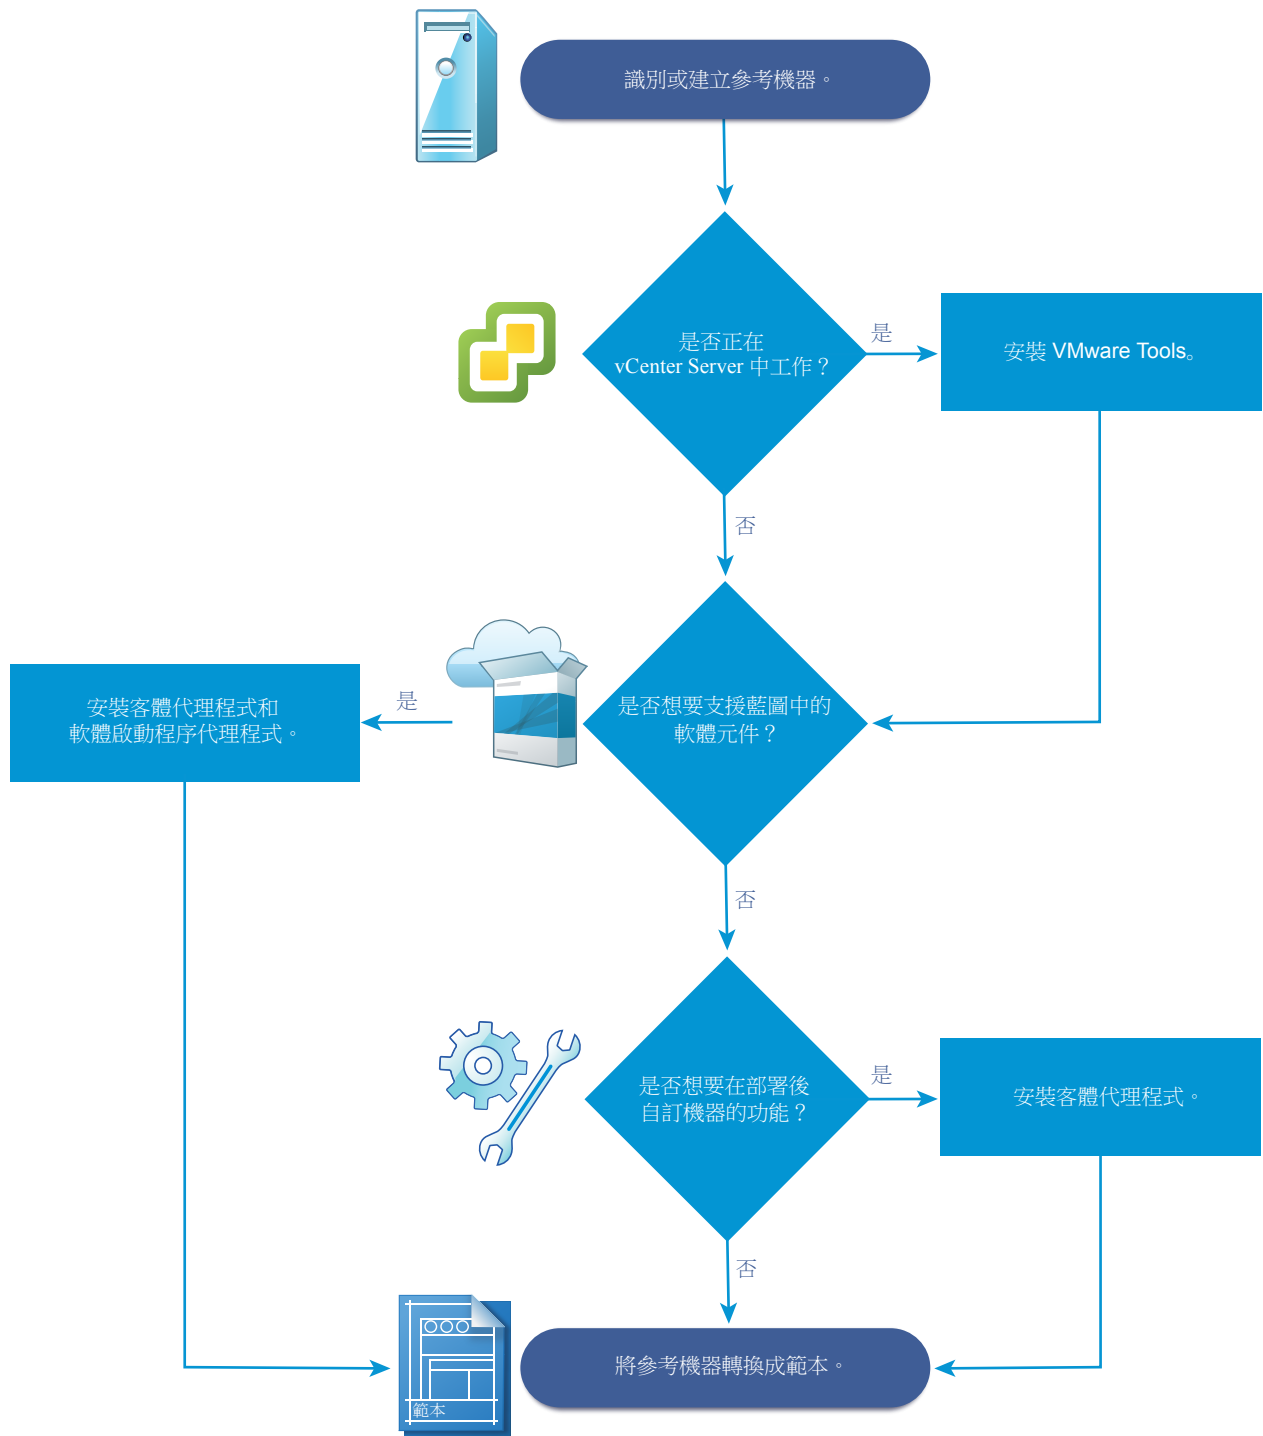 識別或建立參考機器。
是否正在
vCenter Server 中工作？
是
安裝 VMware Tools。
否
是否想要支援藍圖中的
軟體元件？
是
安裝客體代理程式和
軟體啟動程序代理程式。
否
是否想要在部署後
自訂機器的功能？
是
安裝客體代理程式。
否
將參考機器轉換成範本。
範本